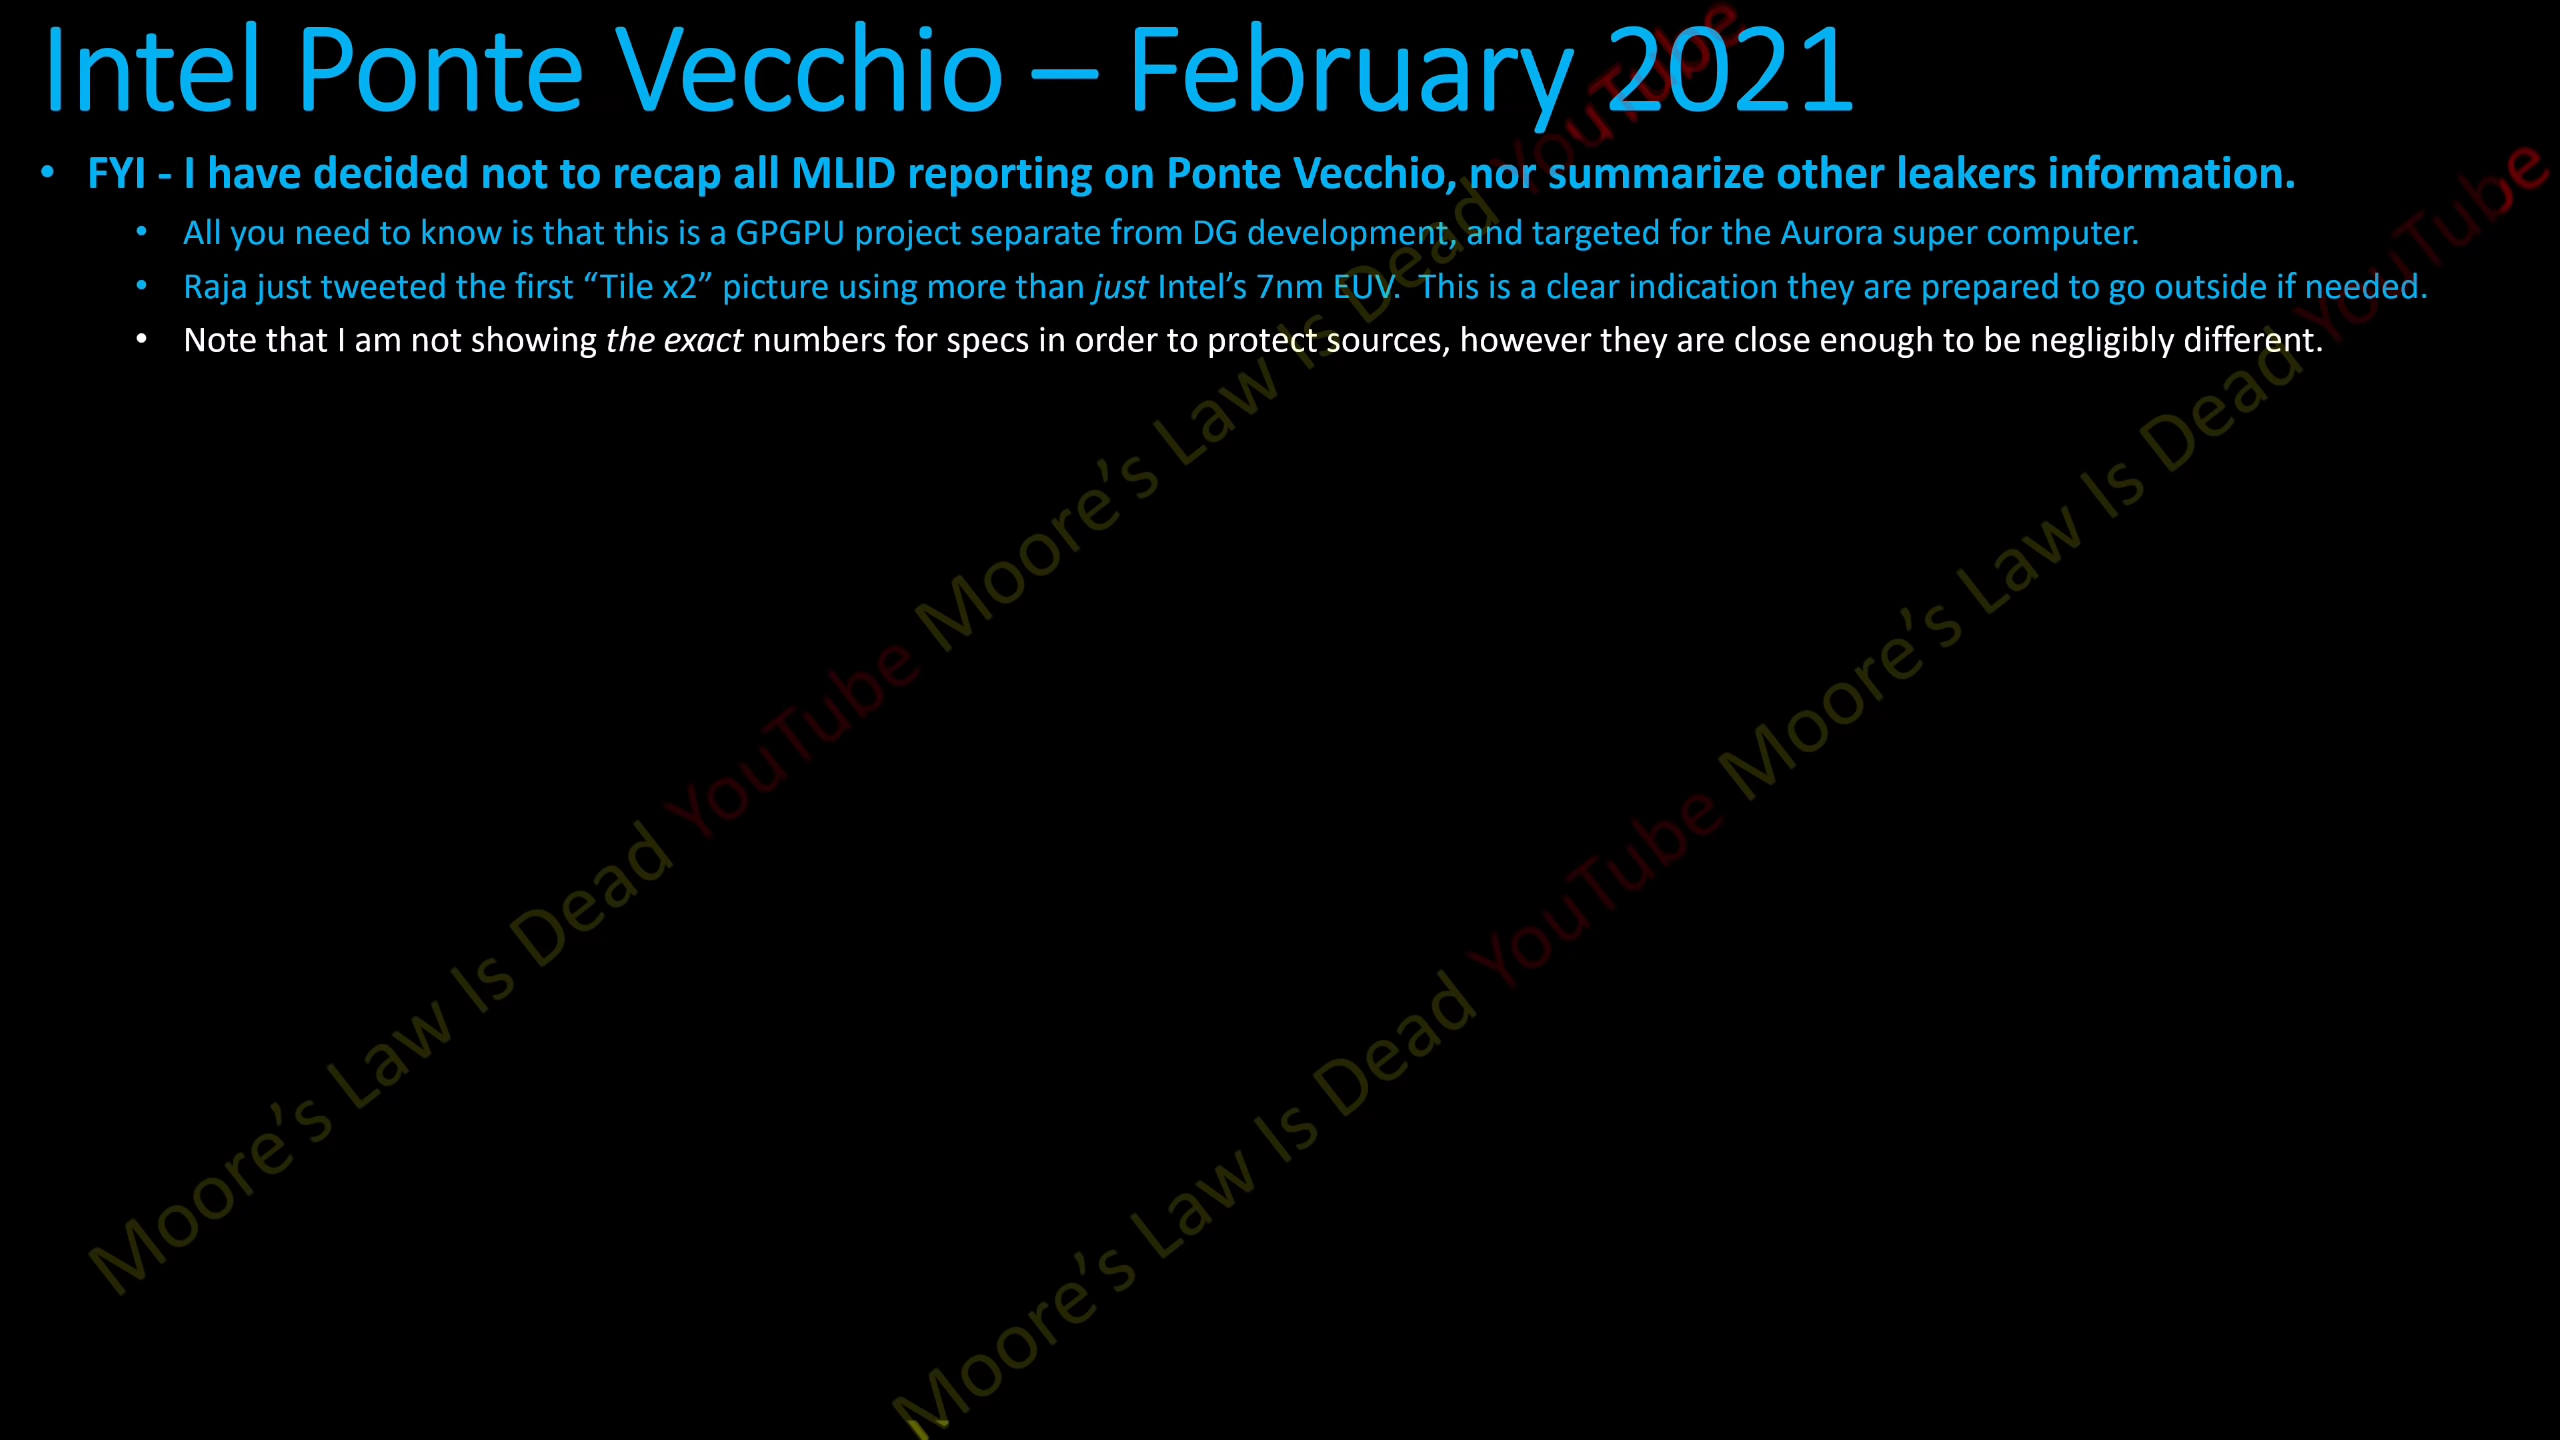 Intel Ponte Vecchio – February 2021
• FYI - I have decided not to recap all MLID reporting on Ponte Vecchio, nor summarize other leakers information.
• All you need to know is that this is a GPGPU project separate from DG development, and targeted for the Aurora super computer.
• Raja just tweeted the first “Tile x2” picture using more than just Intel’s 7nm EUV.  This is a clear indication they are prepared to go outside if needed.
• Note that I am not showing the exact numbers for specs in order to protect sources, however they are close enough to be negligibly different.
Moore’s Law Is Dead YouTube Moore’s Law Is Dead YouTube
Moore’s Law Is Dead YouTube Moore’s Law Is Dead YouTube